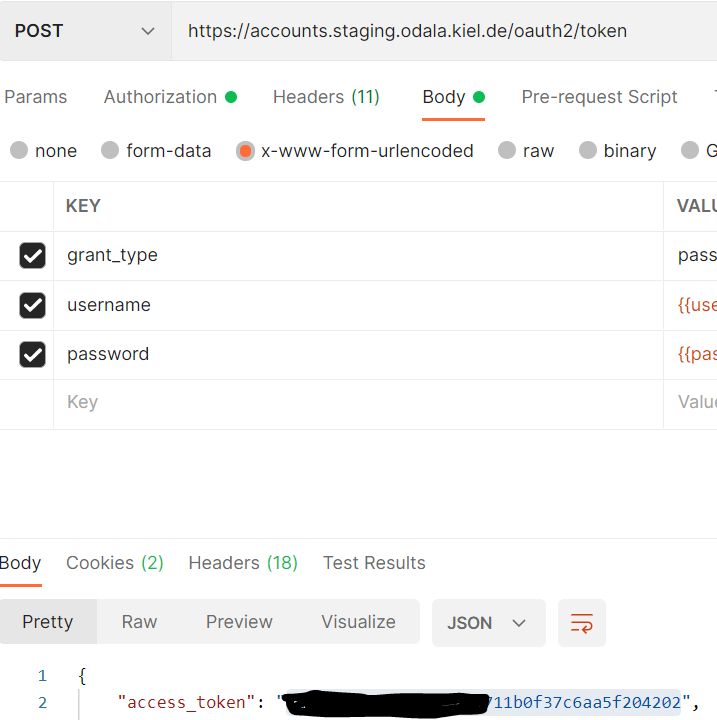 POST https://accounts.staging.odala.kiel.de/oauth2/token
Params Authorization Headers (11) Body Pre-request Script
none form-data x-www-form-urlencoded raw binary G
KEY VALU
grant_type pass
username {{use
password {{pas
Key Value
Body Cookies (2) Headers (18) Test Results
Pretty Raw Preview Visualize JSON
1 {
2 "access_token": "711b0f37c6aa5f204202",